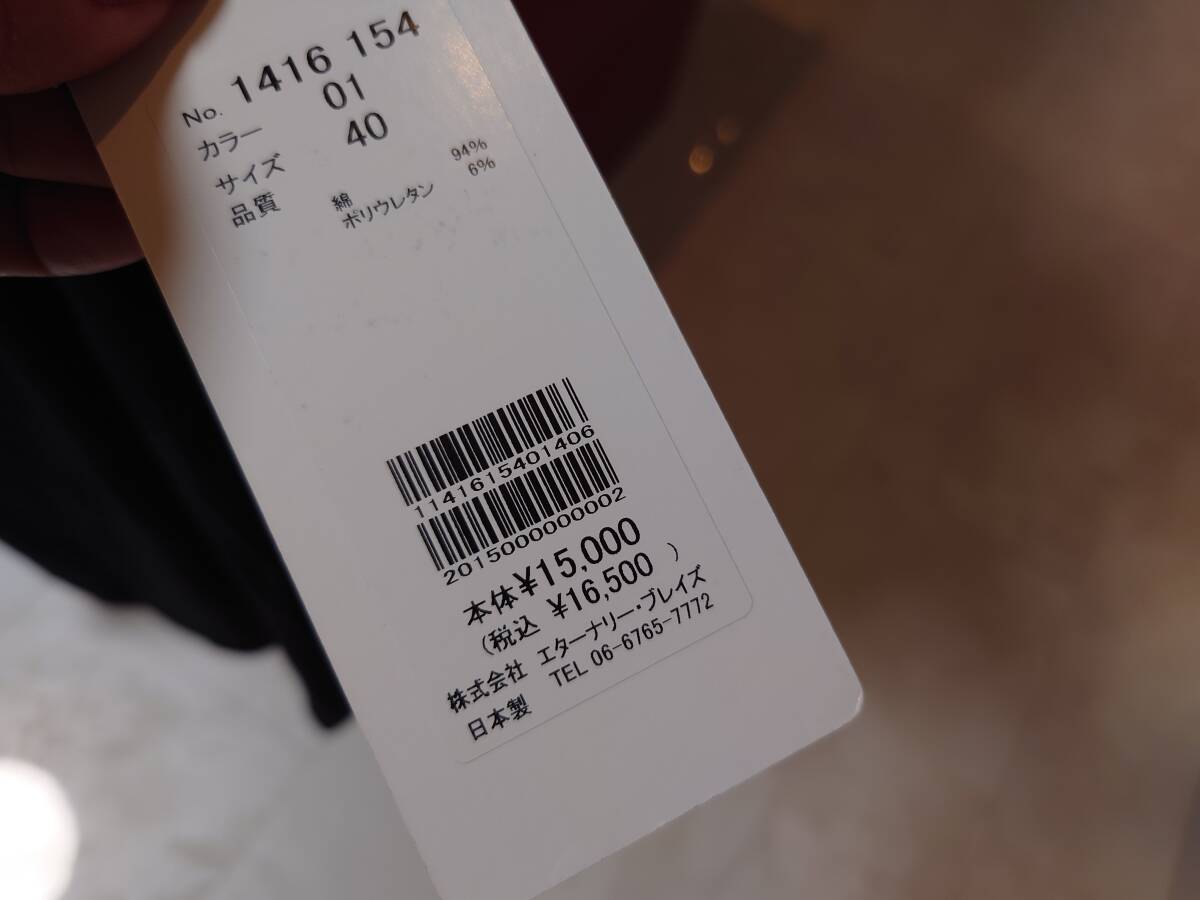 No. 1416 154
カラー 01
サイズ 40
品質 綿 94%
ポリウレタン 6%
1141615401406
2015000000002
本体¥15,000
(税込 ¥16,500 )
株式会社 エターナリー・ブレイズ
日本製 TEL 06-6765-7772